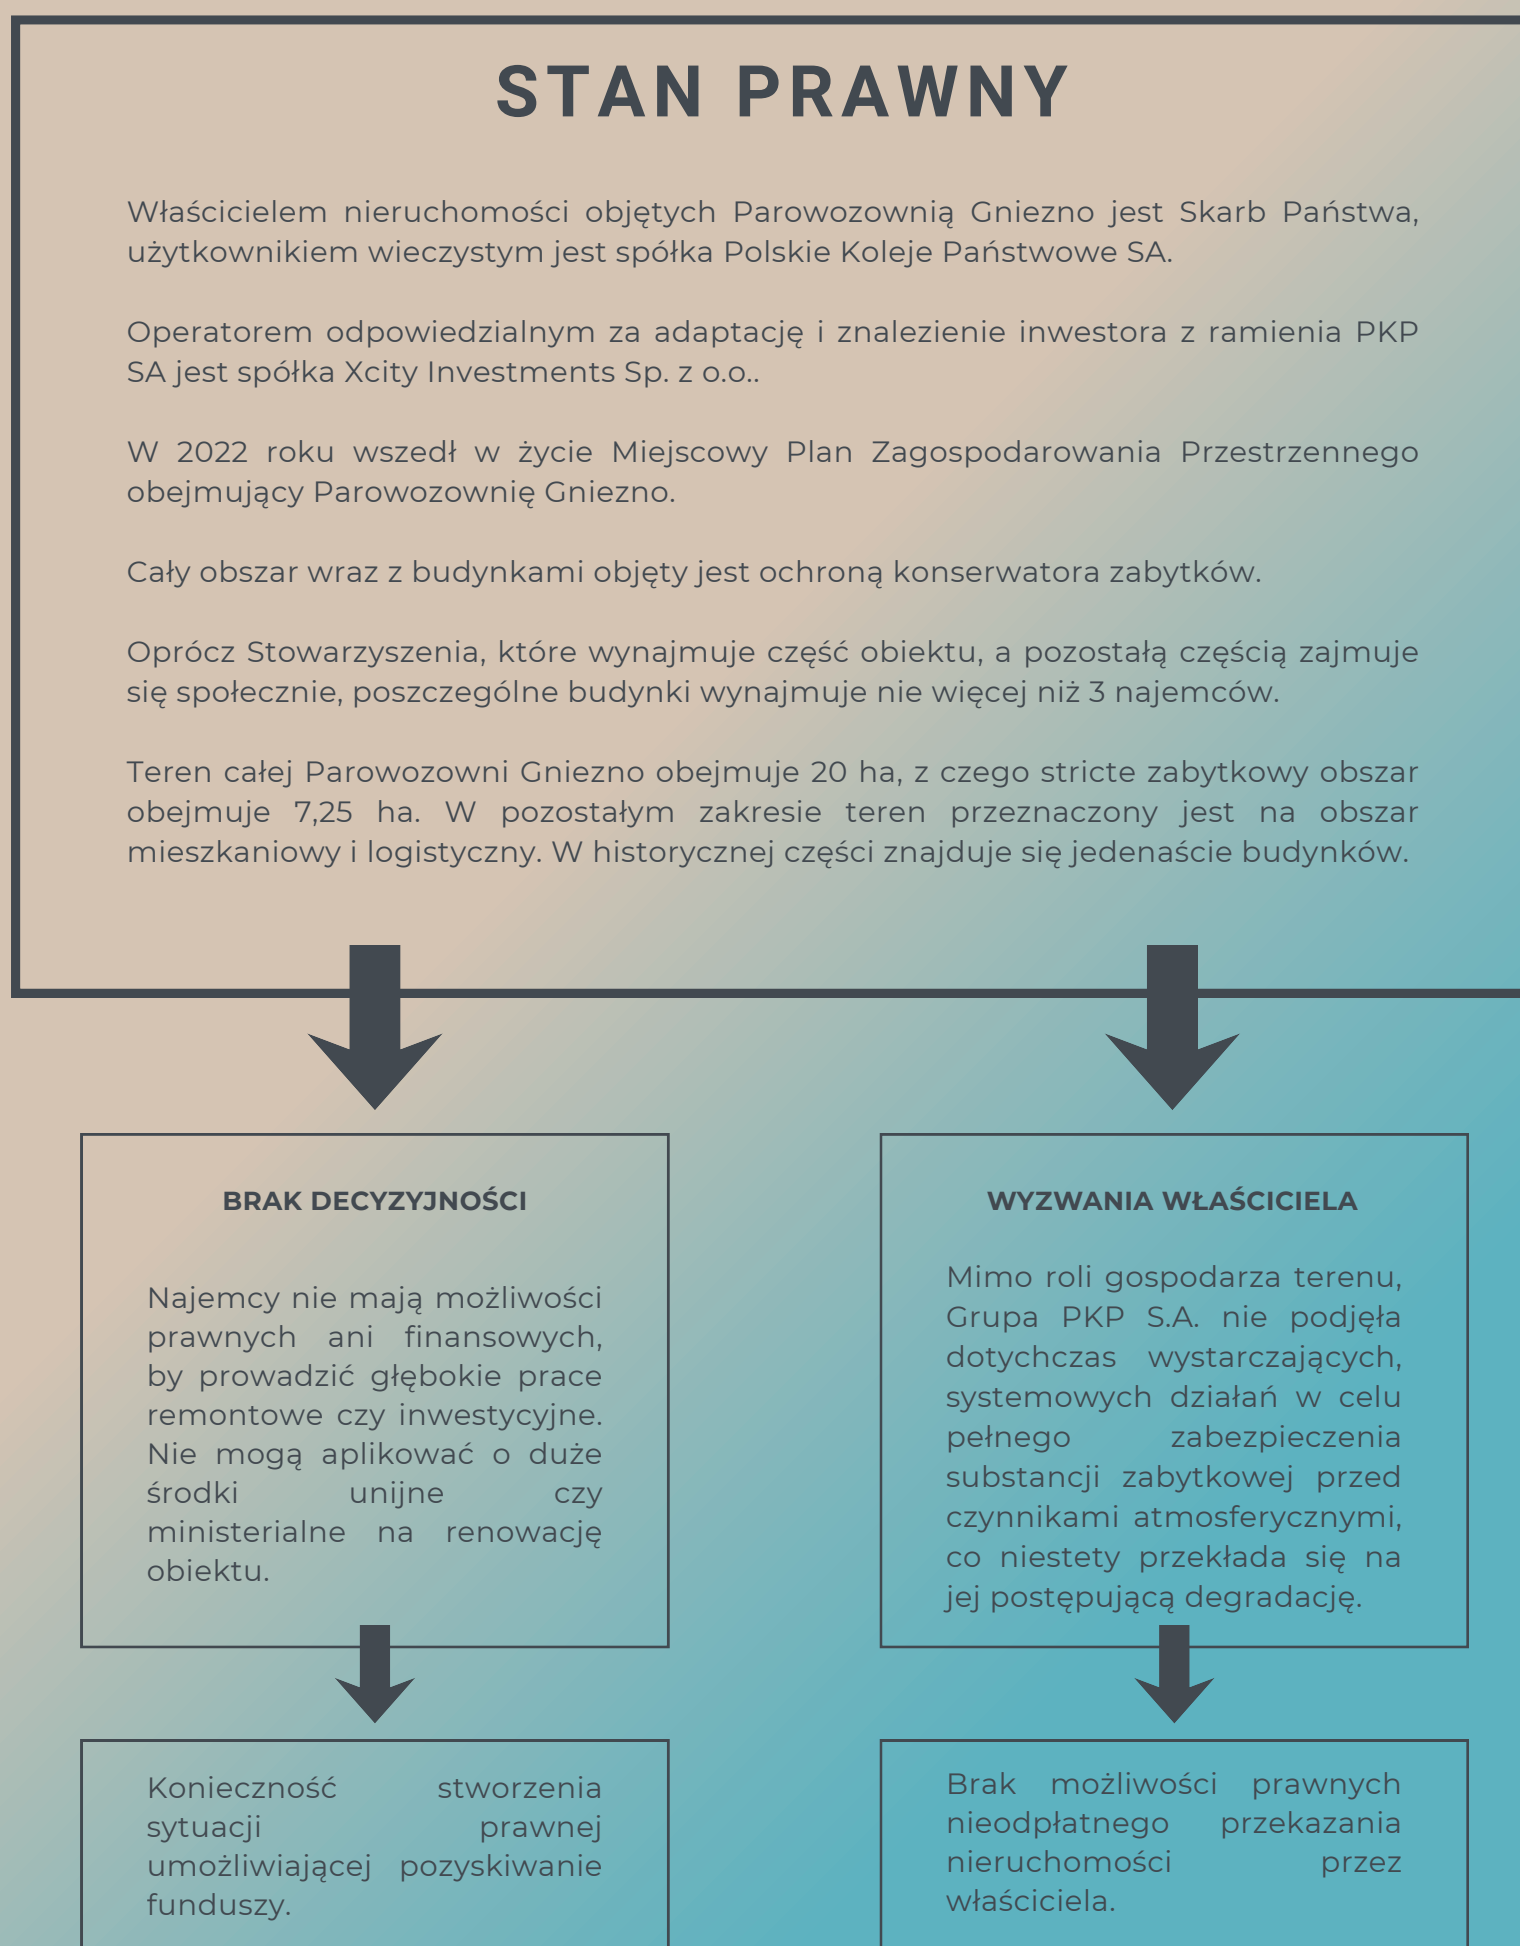 STAN PRAWNY
Właścicielem nieruchomości objętych Parowozownią Gniezno jest Skarb Państwa,
użytkownikiem wieczystym jest spółka Polskie Koleje Państwowe SA.
Operatorem odpowiedzialnym za adaptację i znalezienie inwestora z ramienia PKP
SA jest spółka Xcity Investments Sp. z o.o..
W 2022 roku wszedł w życie Miejscowy Plan Zagospodarowania Przestrzennego
obejmujący Parowozownię Gniezno.
Cały obszar wraz z budynkami objęty jest ochroną konserwatora zabytków.
Oprócz Stowarzyszenia, które wynajmuje część obiektu, a pozostałą częścią zajmuje
się społecznie, poszczególne budynki wynajmuje nie więcej niż 3 najemców.
Teren całej Parowozowni Gniezno obejmuje 20 ha, z czego stricte zabytkowy obszar
obejmuje 7,25 ha. W pozostałym zakresie teren przeznaczony jest na obszar
mieszkaniowy i logistyczny. W historycznej części znajduje się jedenaście budynków.
BRAK DECYZYJNOŚCI
Najemcy nie mają możliwości
prawnych ani finansowych,
by prowadzić głębokie prace
remontowe czy inwestycyjne.
Nie mogą aplikować o duże
środki unijne czy
ministerialne na renowację
obiektu.
Konieczność stworzenia
sytuacji prawnej
umożliwiającej pozyskiwanie
funduszy.
WYZWANIA WŁAŚCICIELA
Mimo roli gospodarza terenu,
Grupa PKP S.A. nie podjęła
dotychczas wystarczających,
systemowych działań w celu
pełnego zabezpieczenia
substancji zabytkowej przed
czynnikami atmosferycznymi,
co niestety przekłada się na
jej postępującą degradację.
Brak możliwości prawnych
nieodpłatnego przekazania
nieruchomości przez
właściciela.